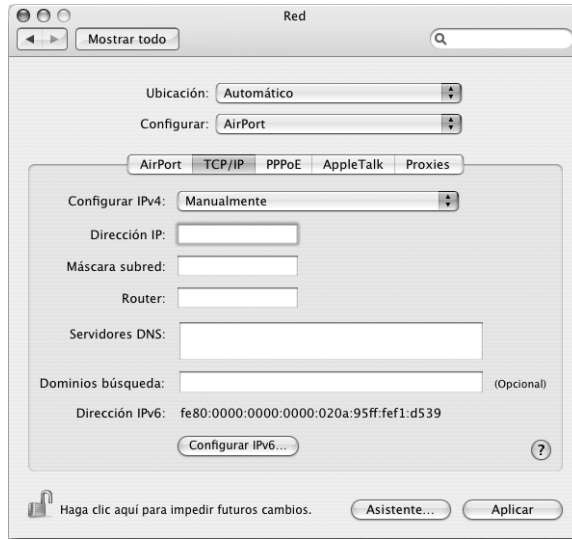 Red
Mostrar todo
Ubicación: Automático
Configurar: AirPort
AirPort TCP/IP PPPoE AppleTalk Proxies
Configurar IPv4: Manualmente
Dirección IP:
Máscara subred:
Router:
Servidores DNS:
Dominios búsqueda: (Opcional)
Dirección IPv6: fe80:0000:0000:0000:020a:95ff:fef1:d539
Configurar IPv6... ?
Haga clic aquí para impedir futuros cambios. Asistente... Aplicar